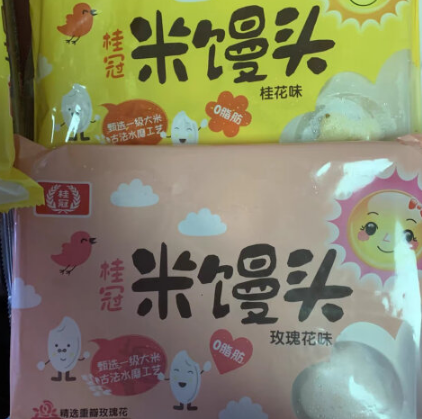 桂冠
米馒头
桂花味
甄选一级大米
古法水磨工艺
0脂肪
桂冠
桂冠
米馒头
玫瑰花味
甄选一级大米
古法水磨工艺
0脂肪
精选重瓣玫瑰花